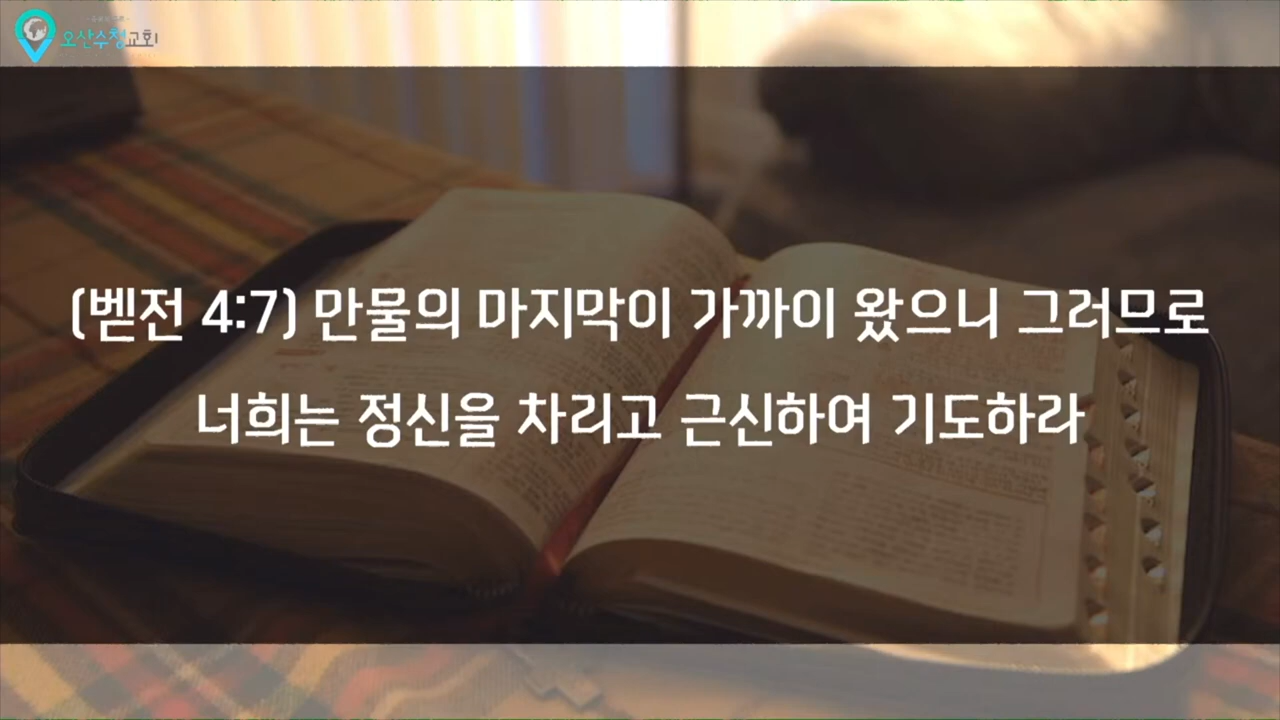 오산수청교회
(벧전 4:7) 만물의 마지막이 가까이 왔으니 그러므로
너희는 정신을 차리고 근신하여 기도하라